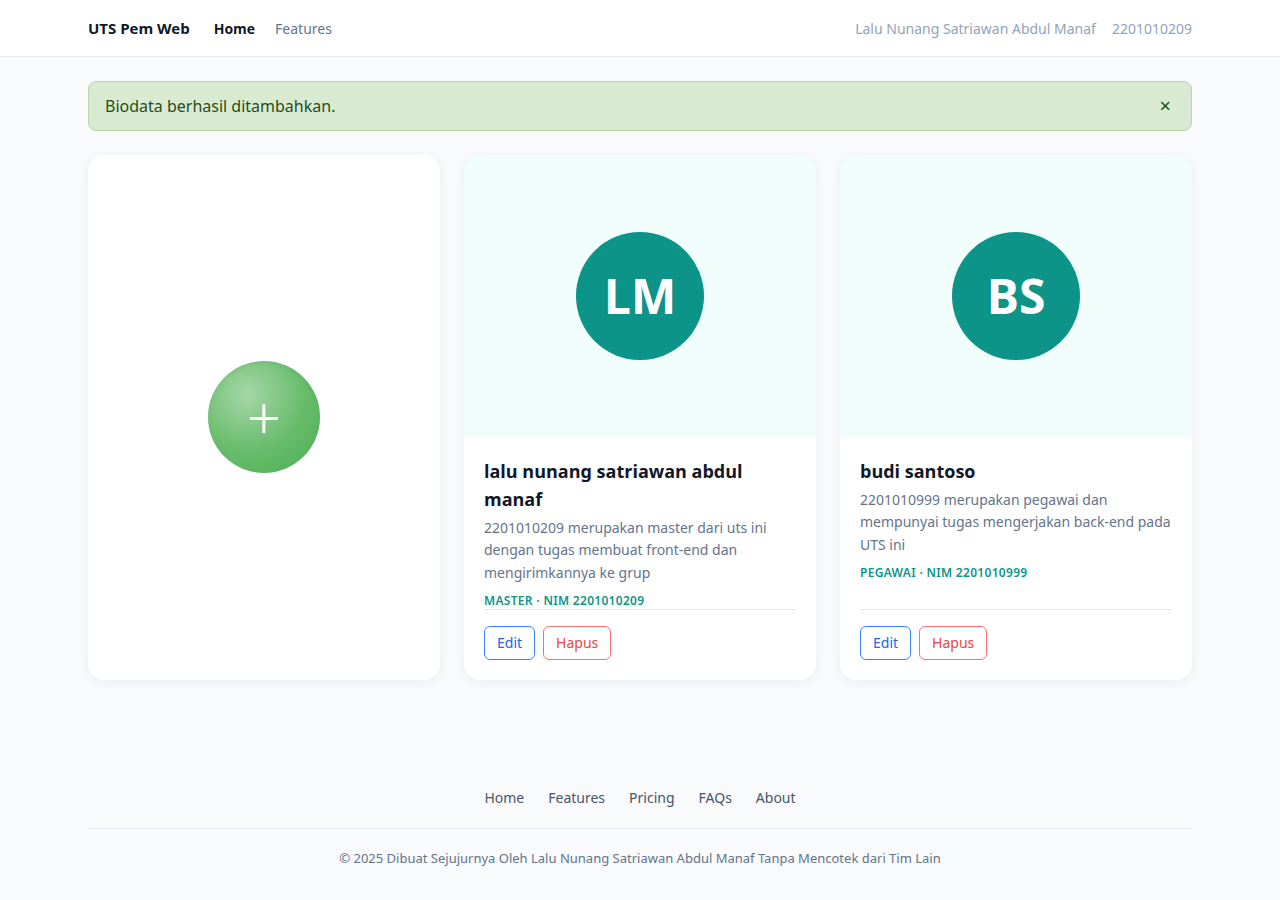 UTS Pem Web Home Features Lalu Nunang Satriawan Abdul Manaf 2201010209
Biodata berhasil ditambahkan. ×
+
LM
lalu nunang satriawan abdul
manaf
2201010209 merupakan master dari uts ini
dengan tugas membuat front-end dan
mengirimkannya ke grup
MASTER · NIM 2201010209
Edit Hapus
BS
budi santoso
2201010999 merupakan pegawai dan
mempunyai tugas mengerjakan back-end pada
UTS ini
PEGAWAI · NIM 2201010999
Edit Hapus
Home Features Pricing FAQs About
© 2025 Dibuat Sejujurnya Oleh Lalu Nunang Satriawan Abdul Manaf Tanpa Mencotek dari Tim Lain